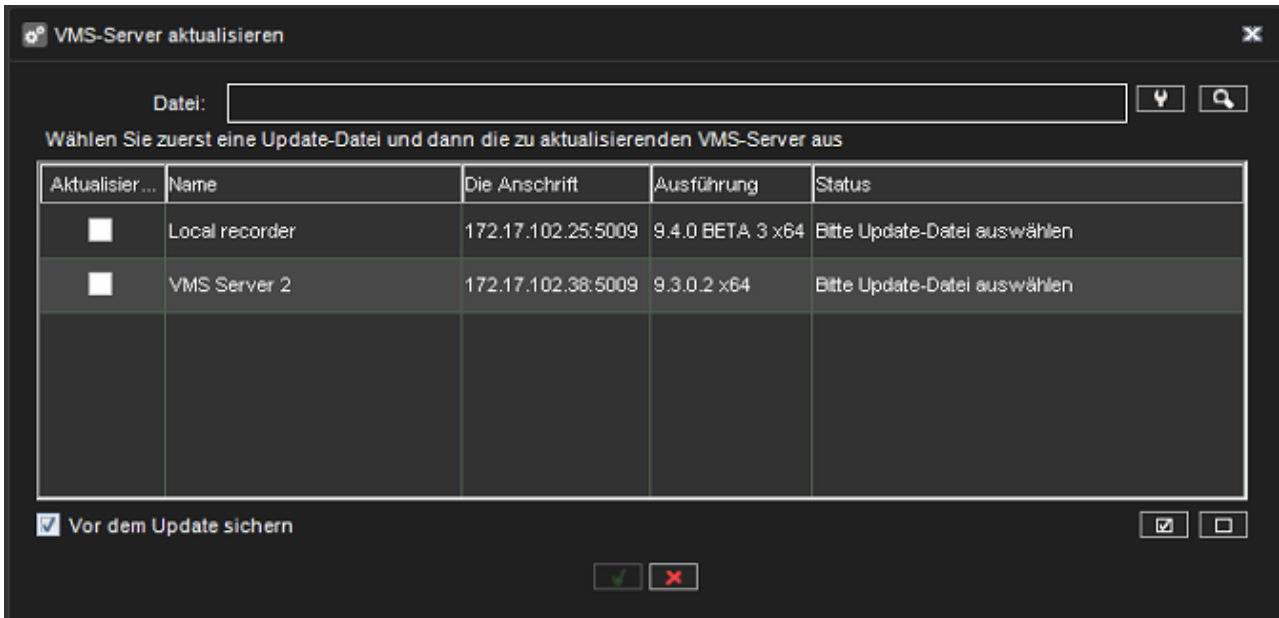 VMS-Server aktualisieren
Datei:
Wählen Sie zuerst eine Update-Datei und dann die zu aktualisierenden VMS-Server aus
Aktualisier... Name Die Anschrift Ausführung Status
Local recorder 172.17.102.25:5009 9.4.0 BETA 3 x64 Bitte Update-Datei auswählen
VMS Server 2 172.17.102.38:5009 9.3.0.2 x64 Bitte Update-Datei auswählen
Vor dem Update sichern